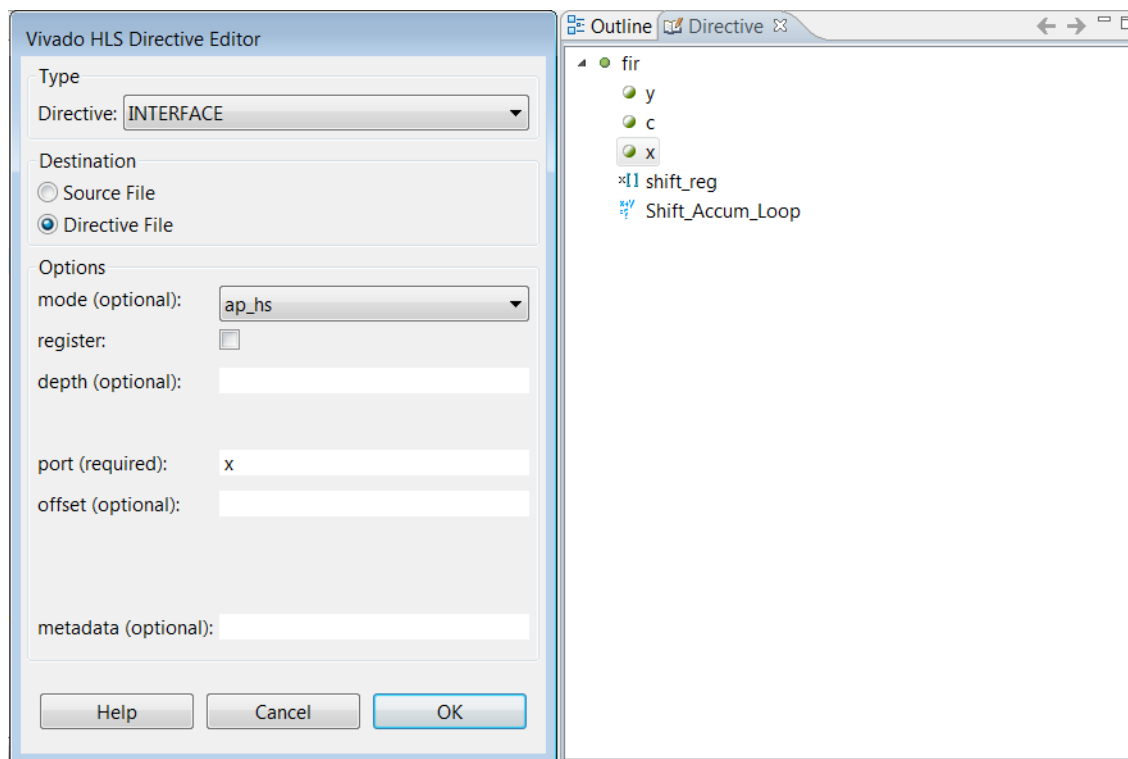 Vivado HLS Directive Editor
Type
Directive: INTERFACE
Destination
Source File
Directive File
Options
mode (optional): ap_hs
register:
depth (optional):
port (required): x
offset (optional):
metadata (optional):
Help Cancel OK
Outline Directive
fir
y
c
x
x[] shift_reg
Shift_Accum_Loop